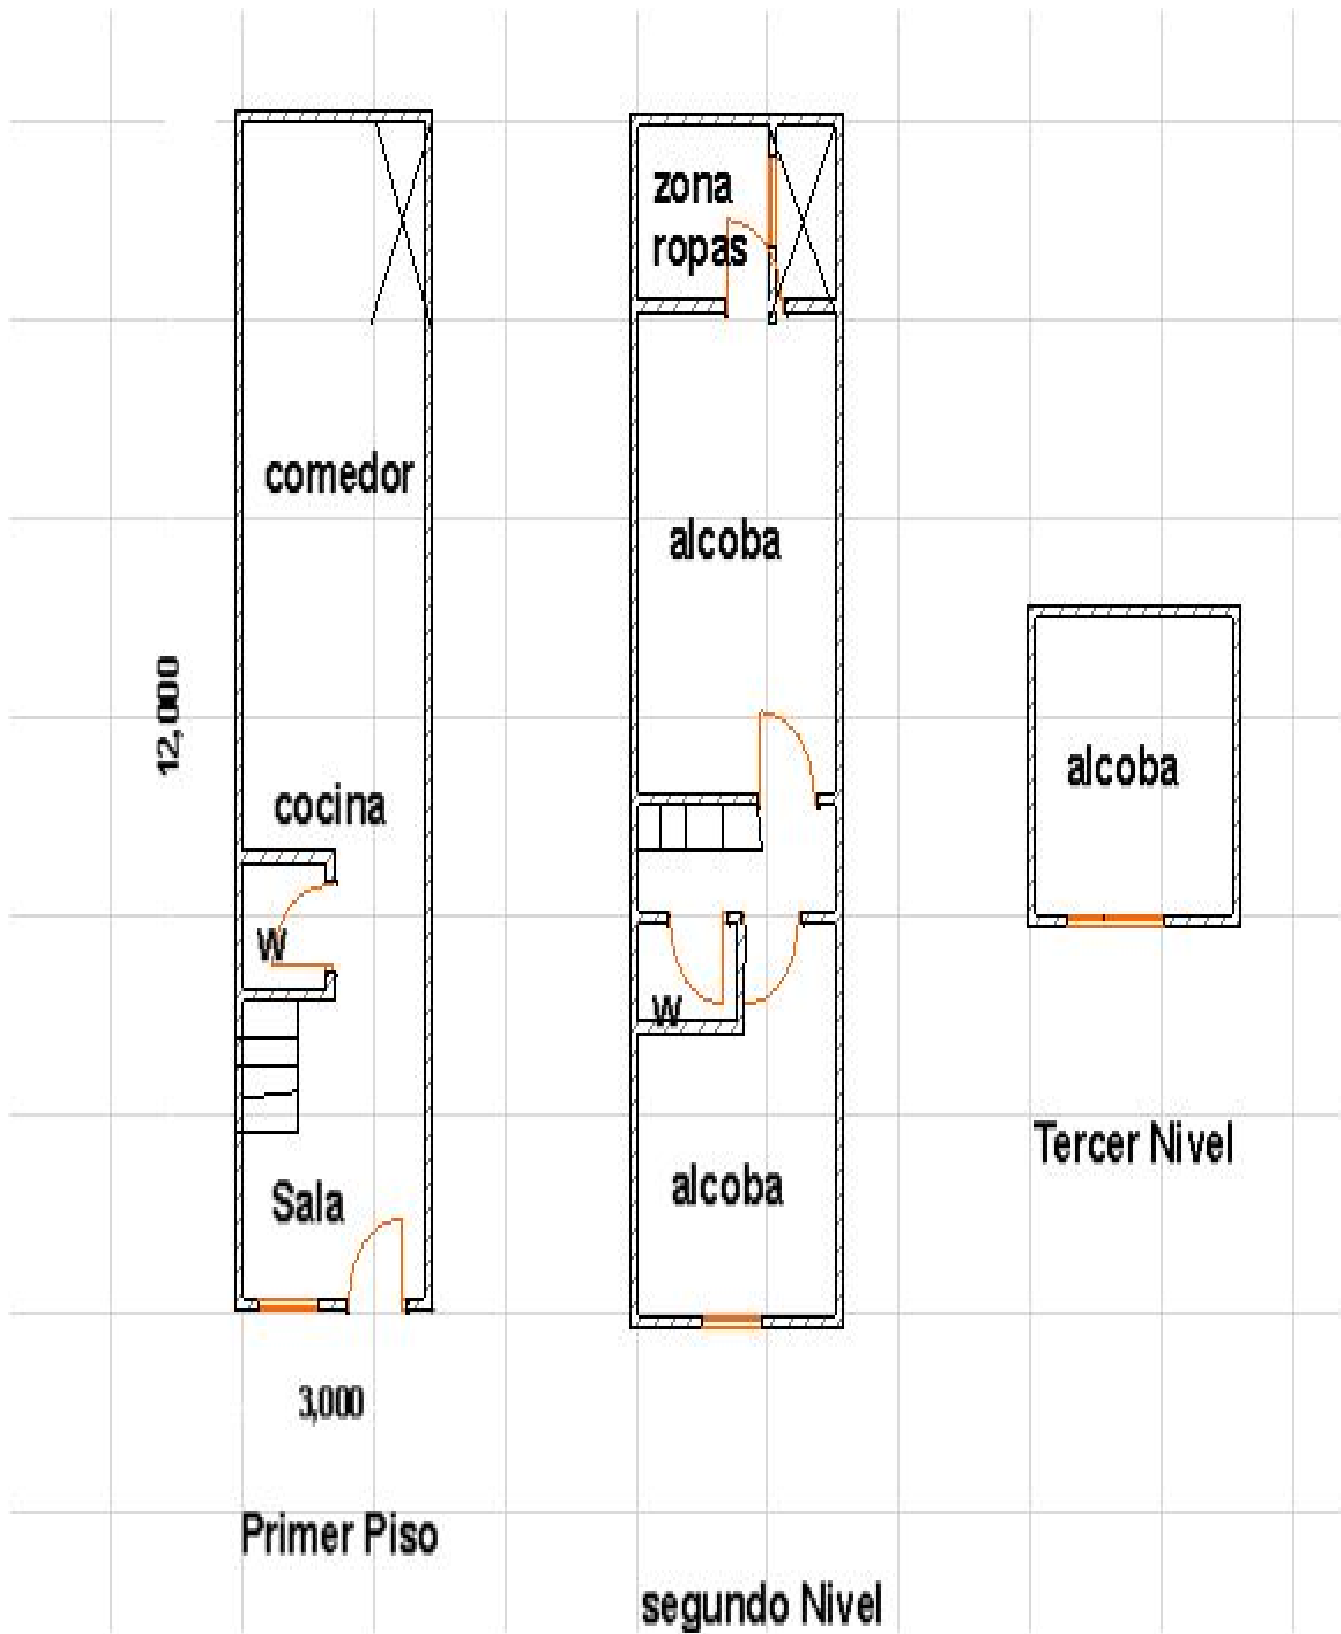 comedor
cocina
W
Sala
12,000
3,000
Primer Piso
zona
ropas
alcoba
W
alcoba
segundo Nivel
alcoba
Tercer Nivel